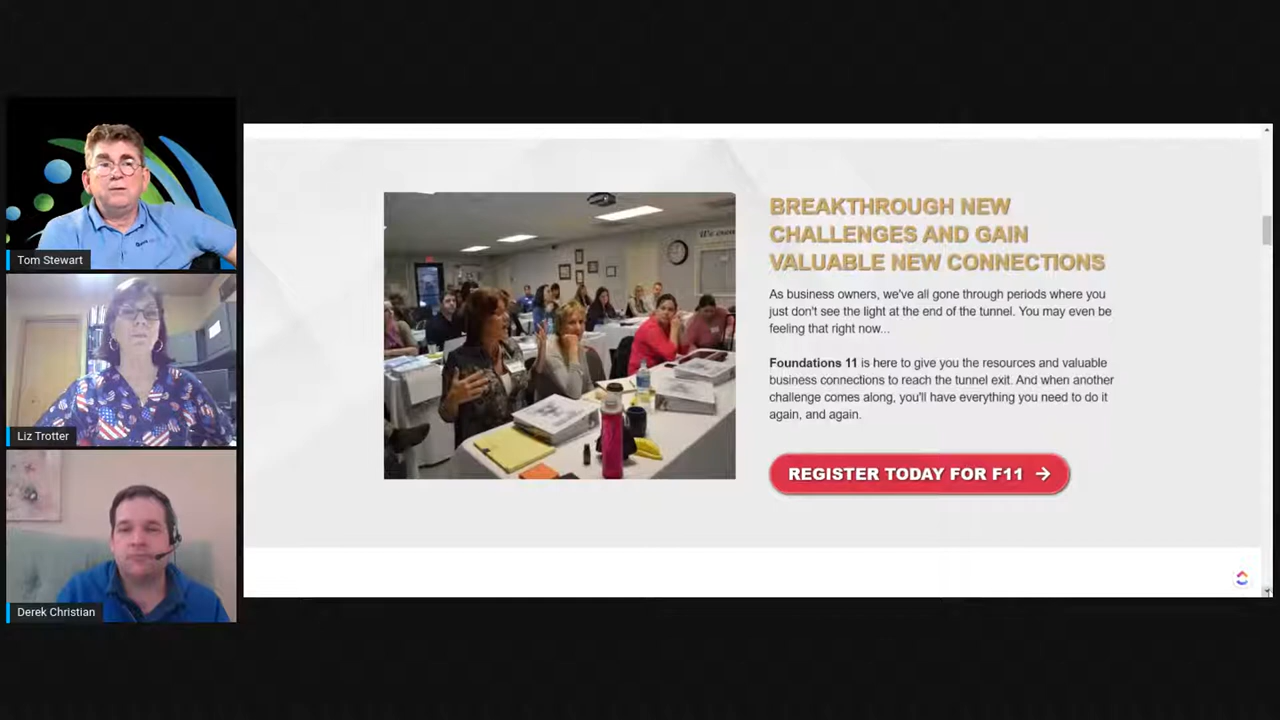 Tom Stewart
Liz Trotter
Derek Christian
BREAKTHROUGH NEW
CHALLENGES AND GAIN
VALUABLE NEW CONNECTIONS
As business owners, we've all gone through periods where you
just don't see the light at the end of the tunnel. You may even be
feeling that right now...
Foundations 11 is here to give you the resources and valuable
business connections to reach the tunnel exit. And when another
challenge comes along, you'll have everything you need to do it
again, and again.
REGISTER TODAY FOR F11 →